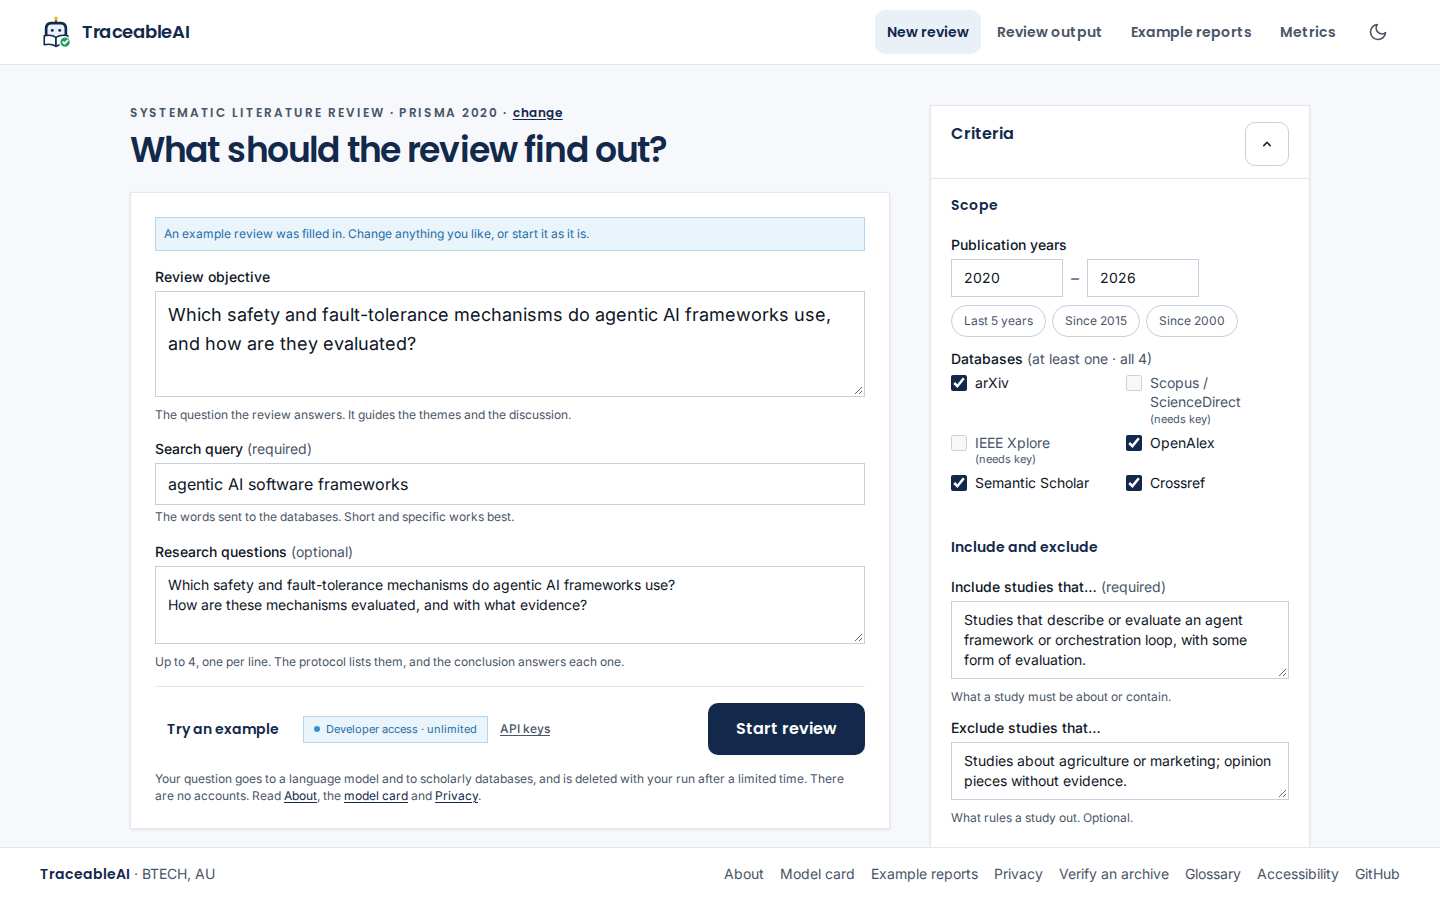 TraceableAI
New review
Review output
Example reports
Metrics
SYSTEMATIC LITERATURE REVIEW · PRISMA 2020 · change
What should the review find out?
An example review was filled in. Change anything you like, or start it as it is.
Review objective
Which safety and fault-tolerance mechanisms do agentic AI frameworks use,
and how are they evaluated?
The question the review answers. It guides the themes and the discussion.
Search query (required)
agentic AI software frameworks
The words sent to the databases. Short and specific works best.
Research questions (optional)
Which safety and fault-tolerance mechanisms do agentic AI frameworks use?
How are these mechanisms evaluated, and with what evidence?
Up to 4, one per line. The protocol lists them, and the conclusion answers each one.
Try an example
Developer access · unlimited
API keys
Start review
Your question goes to a language model and to scholarly databases, and is deleted with your run after a limited time. There
are no accounts. Read About, the model card and Privacy.
Criteria
Scope
Publication years
2020 – 2026
Last 5 years
Since 2015
Since 2000
Databases (at least one · all 4)
arXiv
Scopus /
ScienceDirect
(needs key)
IEEE Xplore
(needs key)
OpenAlex
Semantic Scholar
Crossref
Include and exclude
Include studies that... (required)
Studies that describe or evaluate an agent
framework or orchestration loop, with some
form of evaluation.
What a study must be about or contain.
Exclude studies that...
Studies about agriculture or marketing; opinion
pieces without evidence.
What rules a study out. Optional.
TraceableAI · BTECH, AU
About
Model card
Example reports
Privacy
Verify an archive
Glossary
Accessibility
GitHub